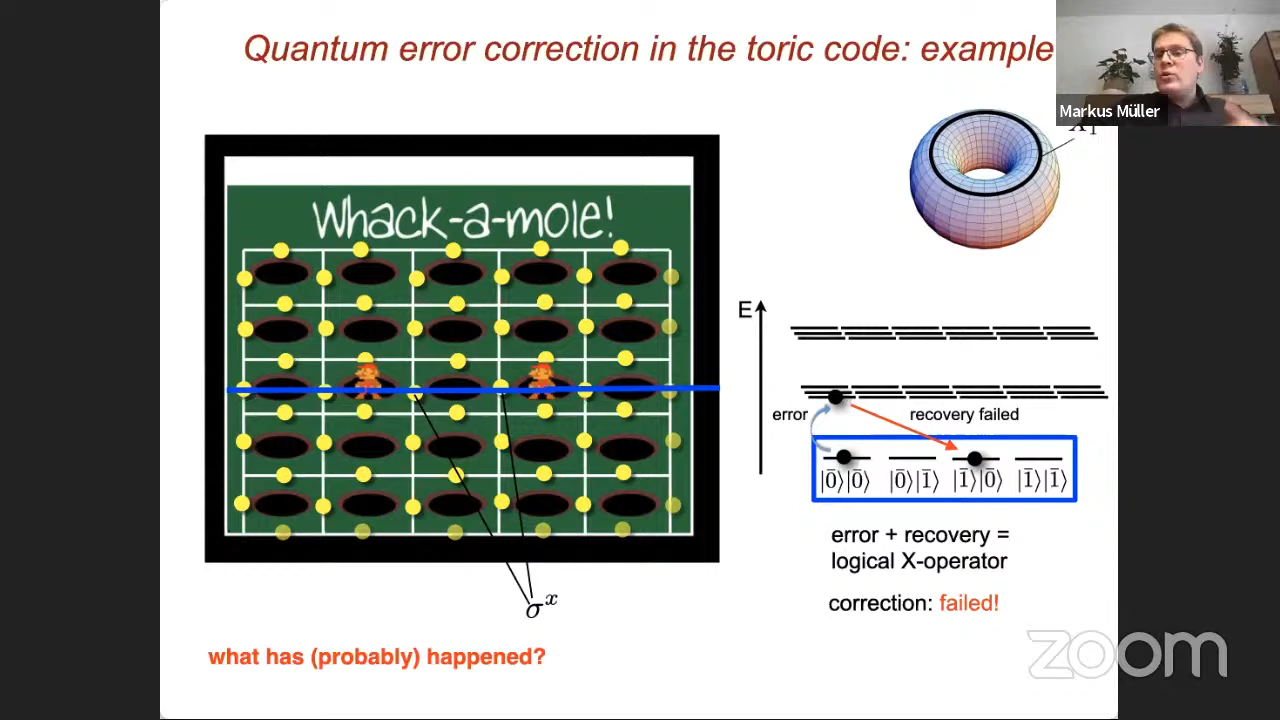 Quantum error correction in the toric code: example
Markus Müller
Whack-a-mole!
E
error
recovery failed
|0̄⟩|0̄⟩ |0̄⟩|1̄⟩ |1̄⟩|0̄⟩ |1̄⟩|1̄⟩
error + recovery =
logical X-operator
correction: failed!
σˣ
what has (probably) happened?
zoom